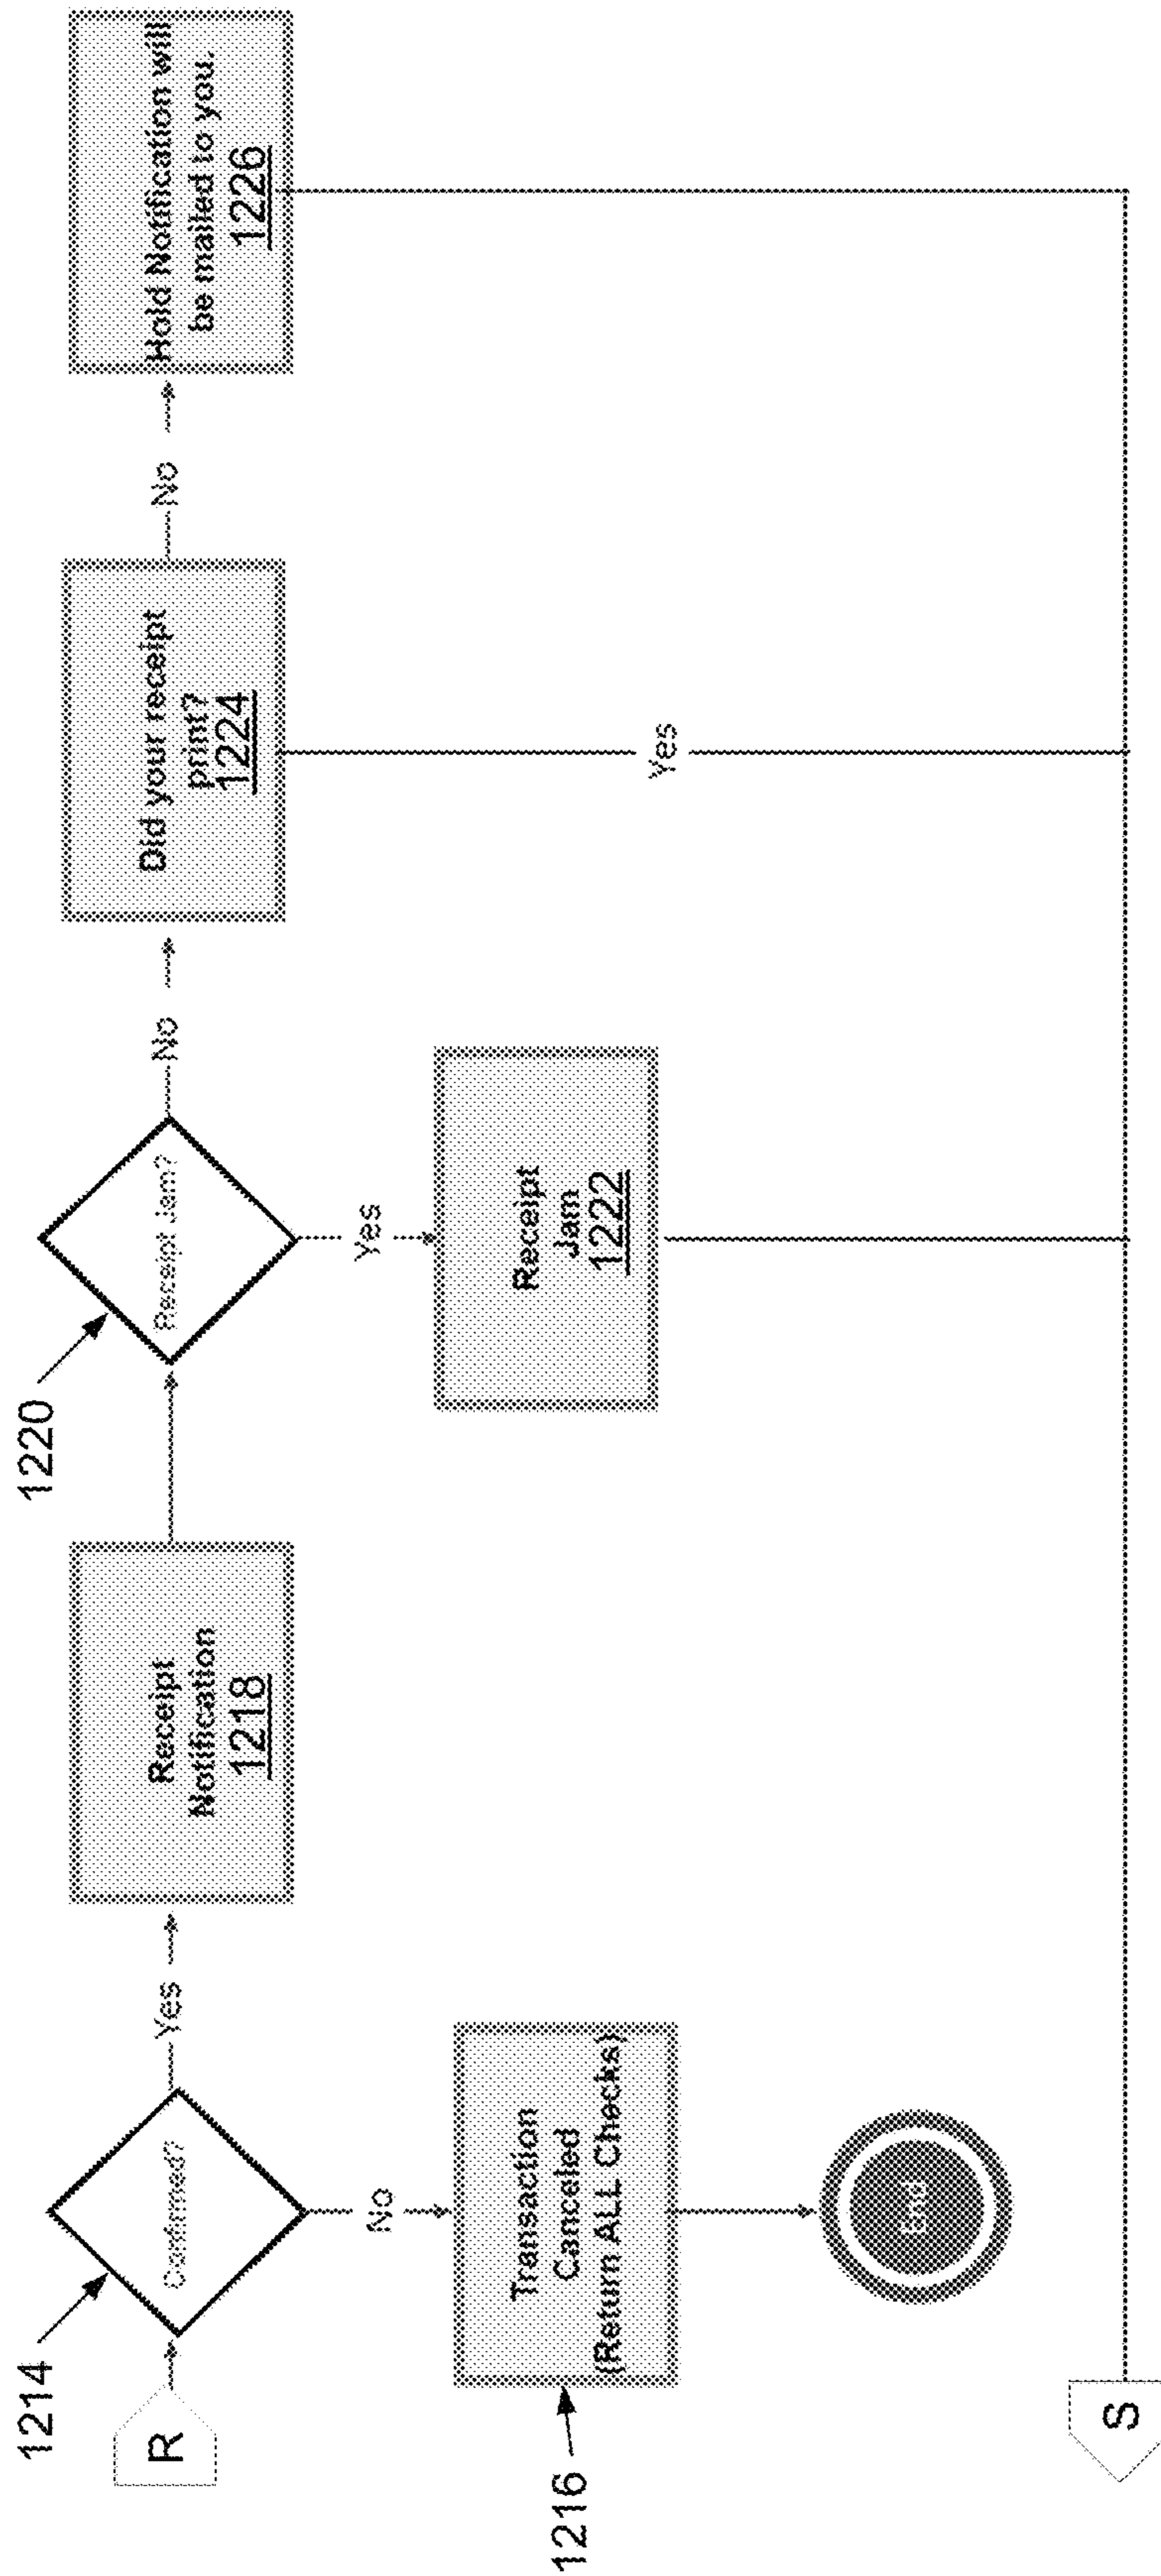 1214
R
Confirmed?
Yes
Receipt
Notification
1218
1220
Receipt Jam?
No
Did your receipt
print?
1224
No
Hold Notification will
be mailed to you.
1226
No
1216
Transaction
Canceled
(Return ALL Checks)
End
Yes
Receipt
Jam
1222
Yes
S